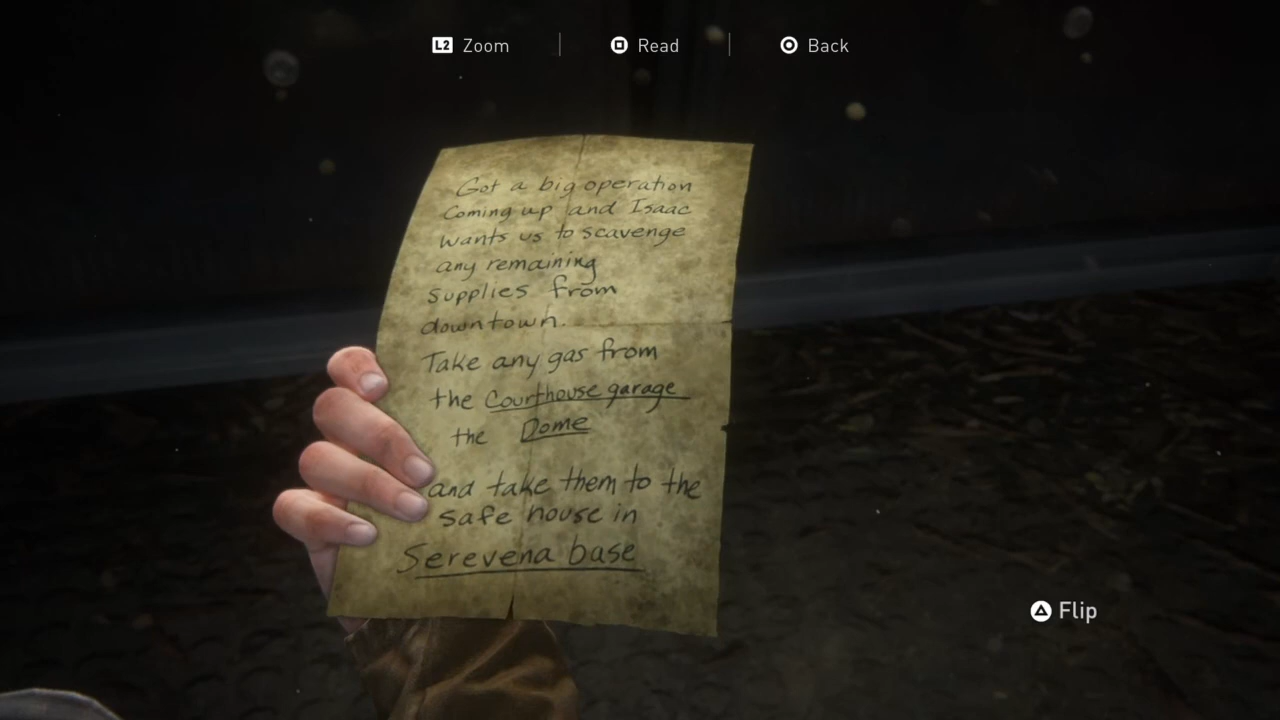 L2 Zoom | Read | Back
Got a big operation
Coming up and Isaac
wants us to scavenge
any remaining
supplies from
downtown.
Take any gas from
the Courthouse garage
the Dome
and take them to the
safe house in
Serevena base
Flip